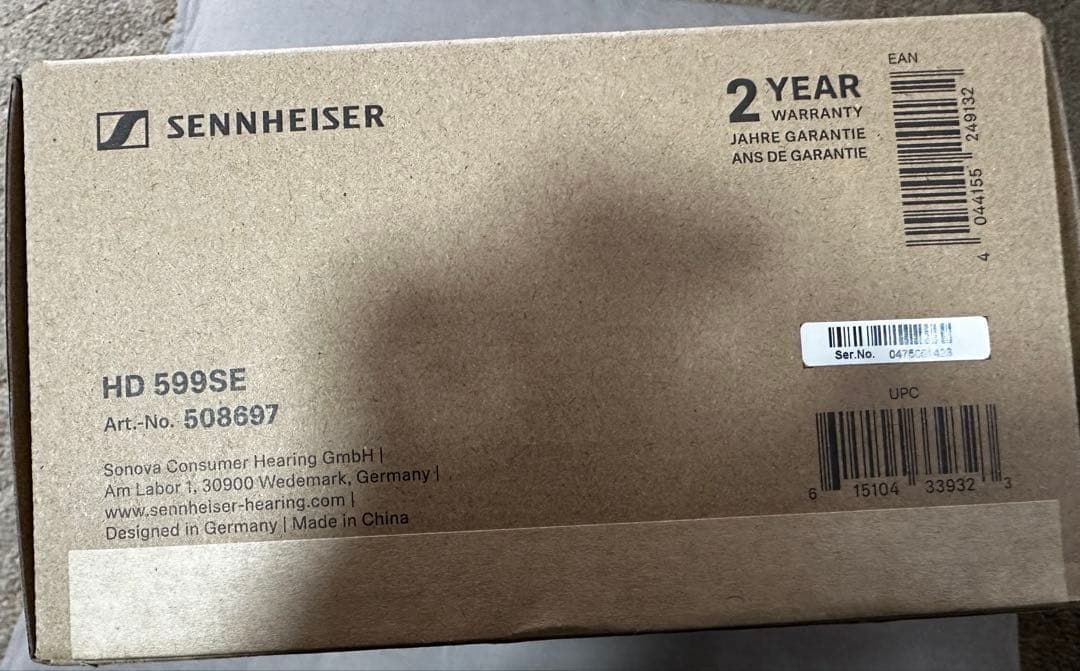 SENNHEISER
2 YEAR
WARRANTY
JAHRE GARANTIE
ANS DE GARANTIE
EAN
4 044155 249132
Ser.No.
HD 599SE
Art.-No. 508697
Sonova Consumer Hearing GmbH |
Am Labor 1, 30900 Wedemark, Germany |
www.sennheiser-hearing.com |
Designed in Germany | Made in China
UPC
6 15104 33932 3